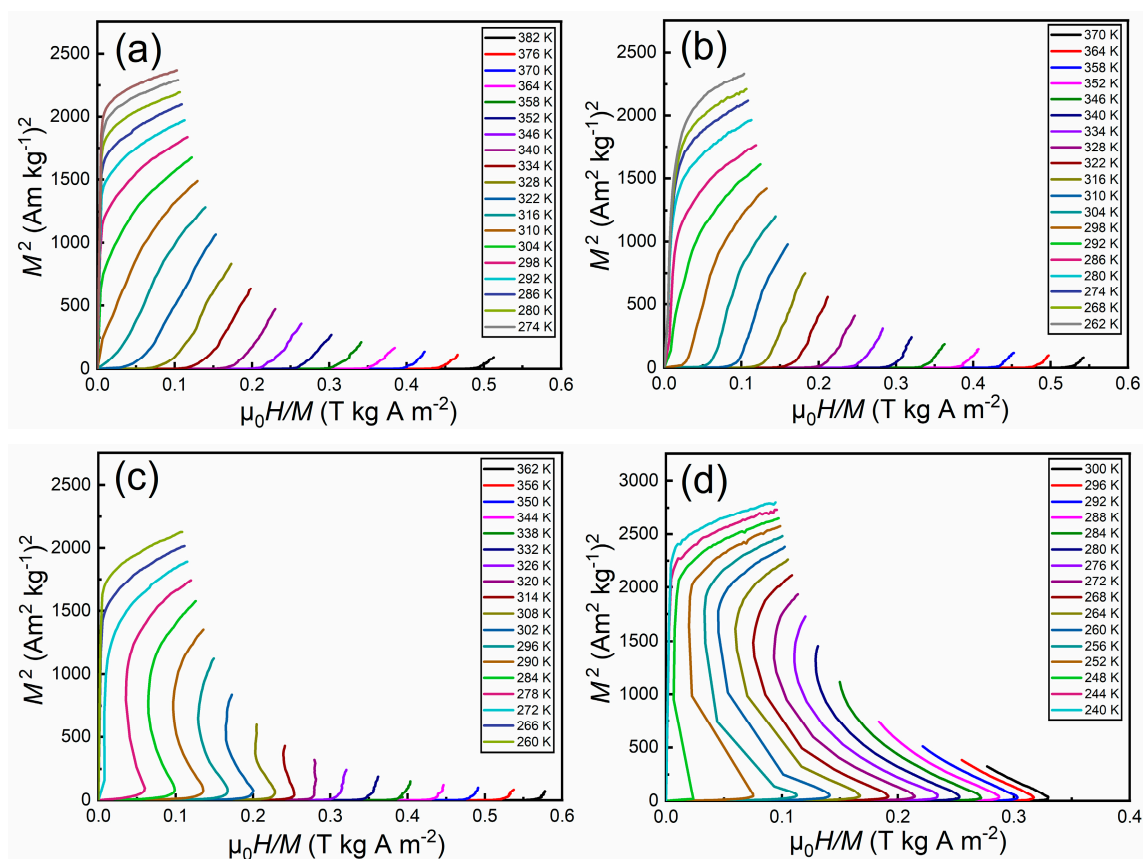 (a)
M² (Am kg⁻¹)²
2500
2000
1500
1000
500
0
0.0 0.1 0.2 0.3 0.4 0.5 0.6
μ₀H/M (T kg A m⁻²)
382 K
376 K
370 K
364 K
358 K
352 K
346 K
340 K
334 K
328 K
322 K
316 K
310 K
304 K
298 K
292 K
286 K
280 K
274 K
(b)
M² (Am² kg⁻¹)²
2500
2000
1500
1000
500
0
0.0 0.1 0.2 0.3 0.4 0.5 0.6
μ₀H/M (T kg A m⁻²)
370 K
364 K
358 K
352 K
346 K
340 K
334 K
328 K
322 K
316 K
310 K
304 K
298 K
292 K
286 K
280 K
274 K
268 K
262 K
(c)
M² (Am² kg⁻¹)²
2500
2000
1500
1000
500
0
0.0 0.1 0.2 0.3 0.4 0.5 0.6
μ₀H/M (T kg A m⁻²)
362 K
356 K
350 K
344 K
338 K
332 K
326 K
320 K
314 K
308 K
302 K
296 K
290 K
284 K
278 K
272 K
266 K
260 K
(d)
M² (Am² kg⁻¹)²
3000
2500
2000
1500
1000
500
0
0.0 0.1 0.2 0.3 0.4
μ₀H/M (T kg A m⁻²)
300 K
296 K
292 K
288 K
284 K
280 K
276 K
272 K
268 K
264 K
260 K
256 K
252 K
248 K
244 K
240 K